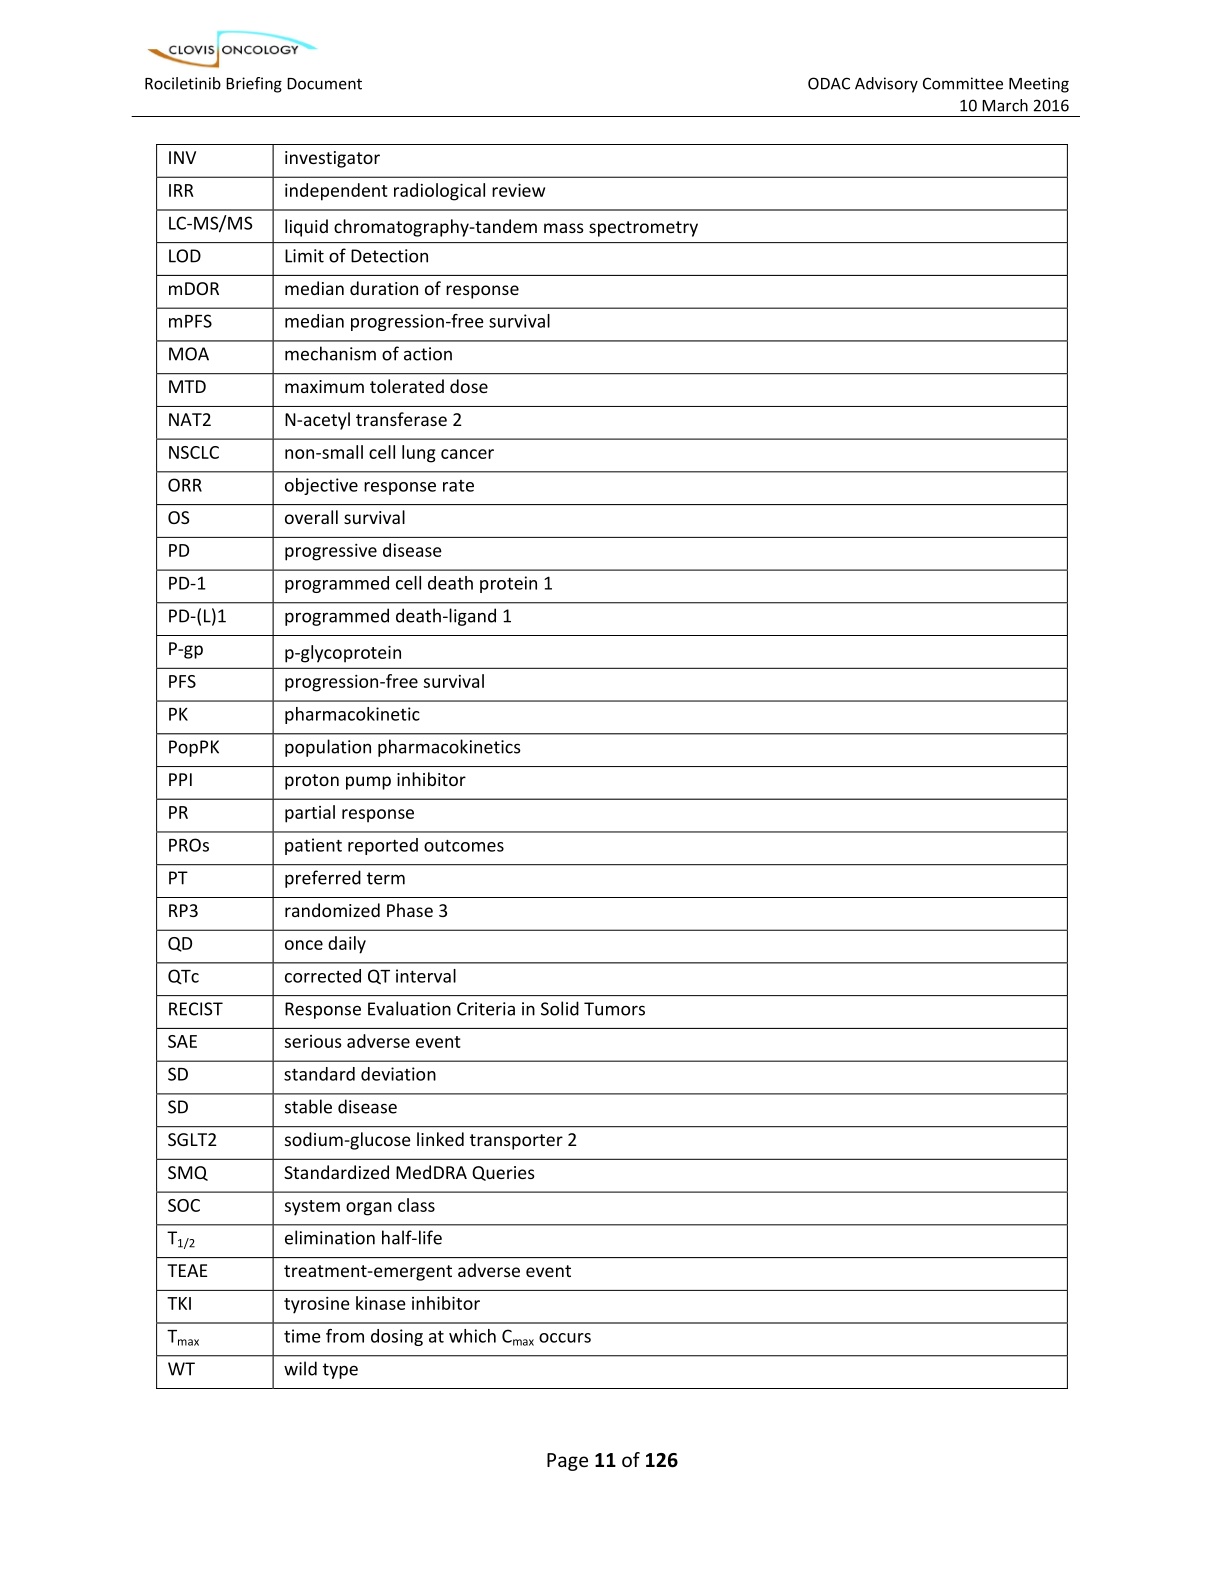 CLOVIS ONCOLOGY
Rociletinib Briefing Document ODAC Advisory Committee Meeting
10 March 2016
INV investigator
IRR independent radiological review
LC-MS/MS liquid chromatography-tandem mass spectrometry
LOD Limit of Detection
mDOR median duration of response
mPFS median progression-free survival
MOA mechanism of action
MTD maximum tolerated dose
NAT2 N-acetyl transferase 2
NSCLC non-small cell lung cancer
ORR objective response rate
OS overall survival
PD progressive disease
PD-1 programmed cell death protein 1
PD-(L)1 programmed death-ligand 1
P-gp p-glycoprotein
PFS progression-free survival
PK pharmacokinetic
PopPK population pharmacokinetics
PPI proton pump inhibitor
PR partial response
PROs patient reported outcomes
PT preferred term
RP3 randomized Phase 3
QD once daily
QTc corrected QT interval
RECIST Response Evaluation Criteria in Solid Tumors
SAE serious adverse event
SD standard deviation
SD stable disease
SGLT2 sodium-glucose linked transporter 2
SMQ Standardized MedDRA Queries
SOC system organ class
T1/2 elimination half-life
TEAE treatment-emergent adverse event
TKI tyrosine kinase inhibitor
Tmax time from dosing at which Cmax occurs
WT wild type
Page 11 of 126